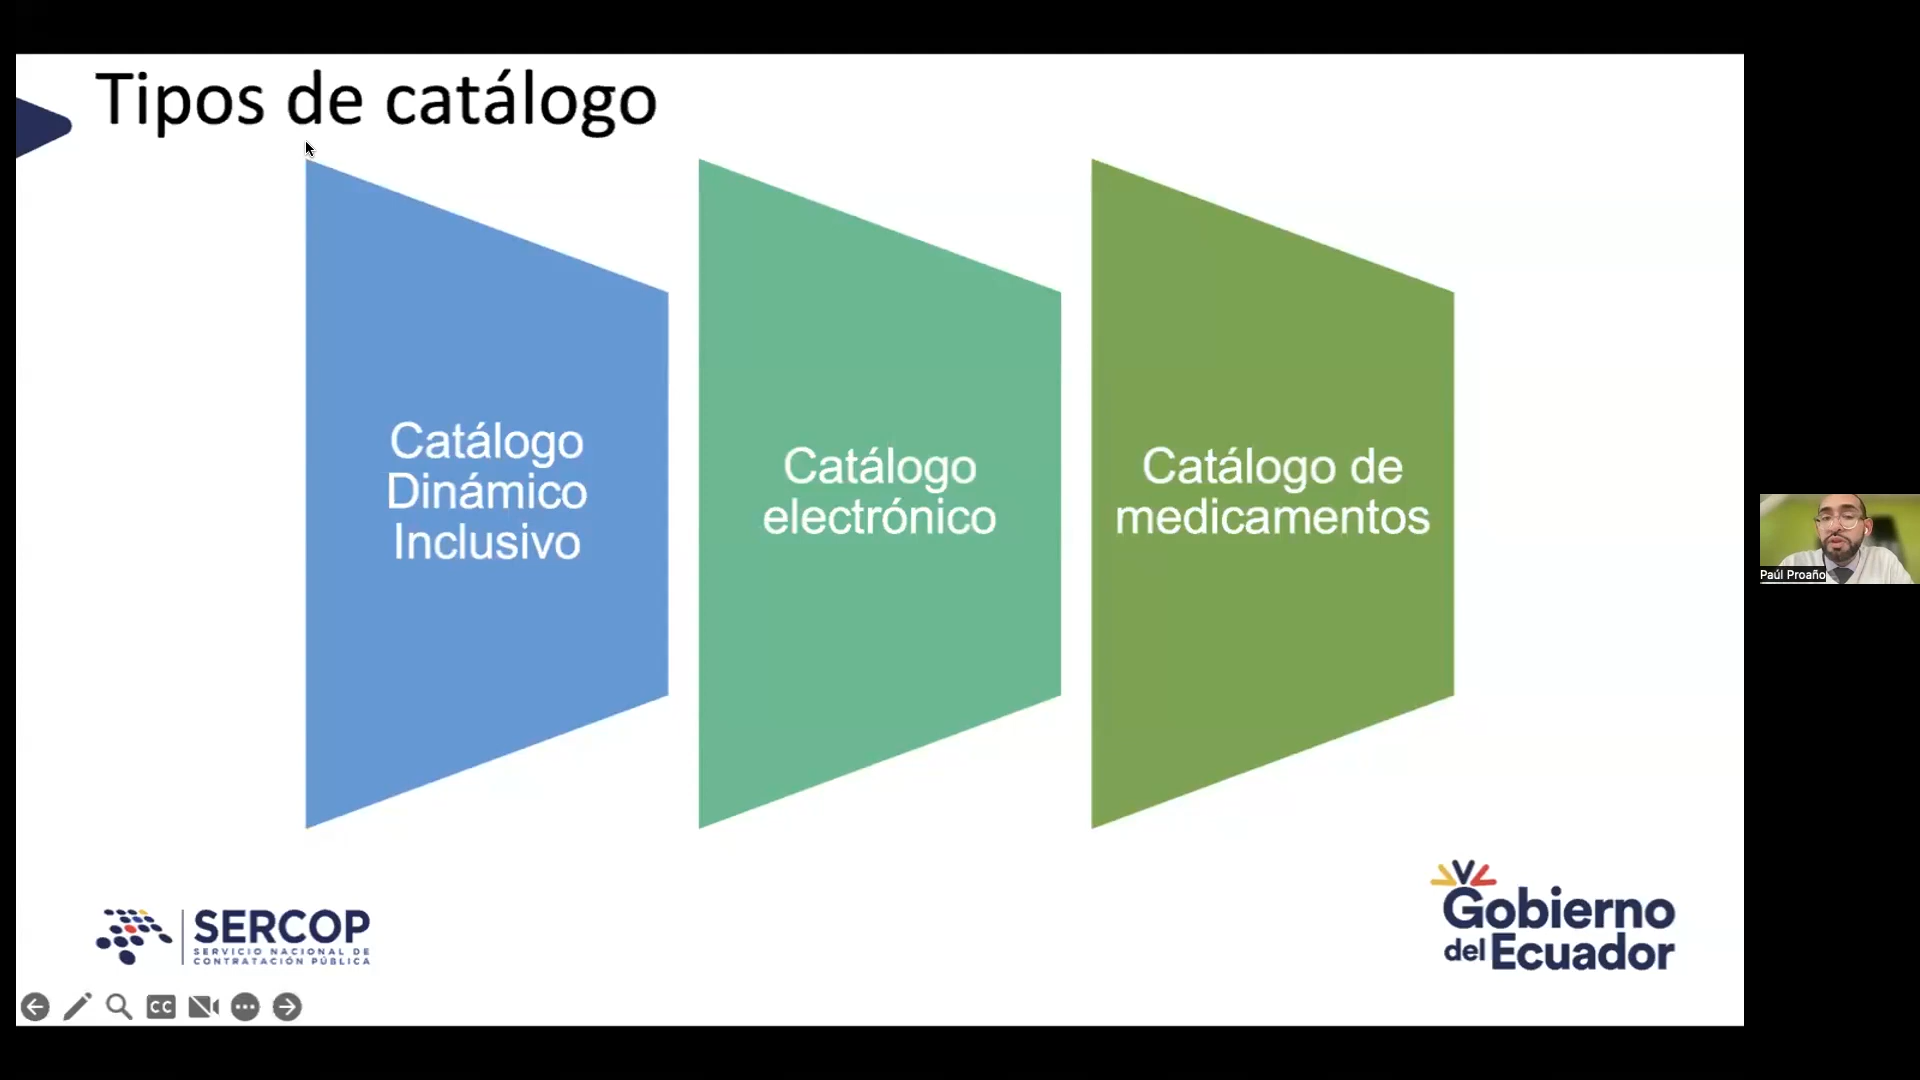 Tipos de catálogo
Catálogo
Dinámico
Inclusivo
Catálogo
electrónico
Catálogo de
medicamentos
Paúl Proaño
SERCOP
SERVICIO NACIONAL DE
CONTRATACIÓN PÚBLICA
Gobierno
del Ecuador
CC